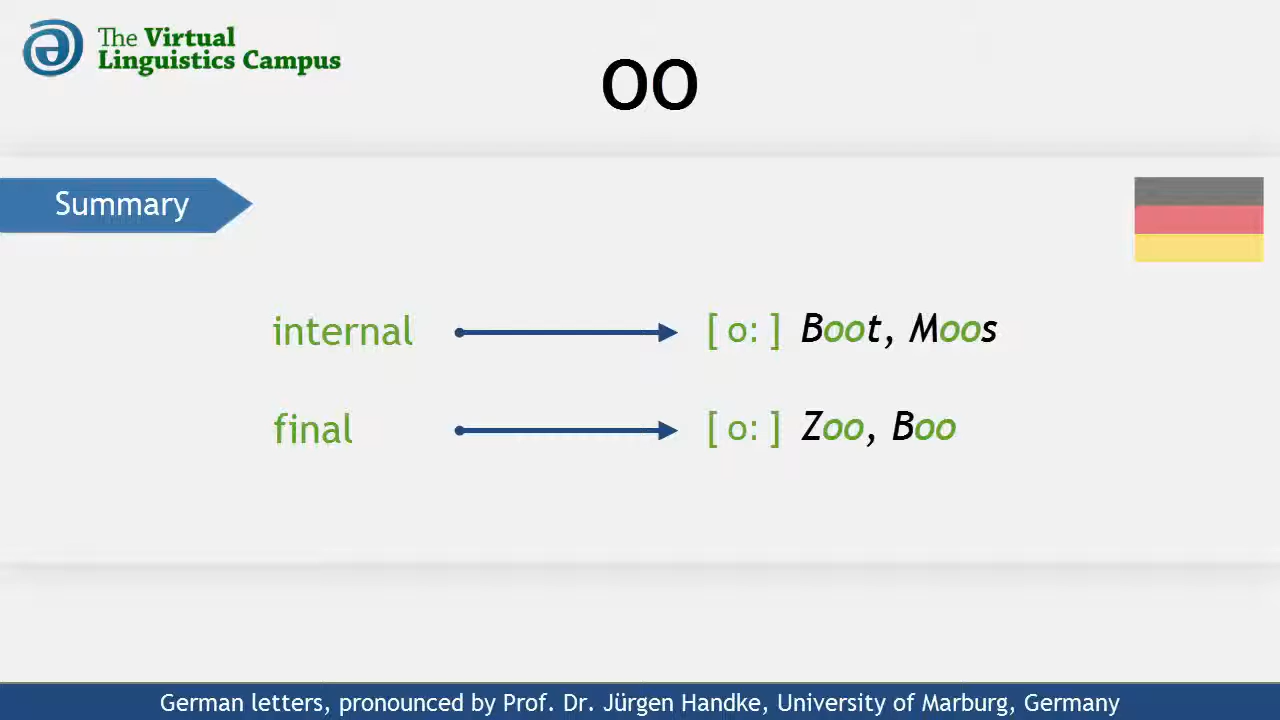 The Virtual
Linguistics Campus
oo
Summary
internal [ o: ] Boot, Moos
final [ o: ] Zoo, Boo
German letters, pronounced by Prof. Dr. Jürgen Handke, University of Marburg, Germany